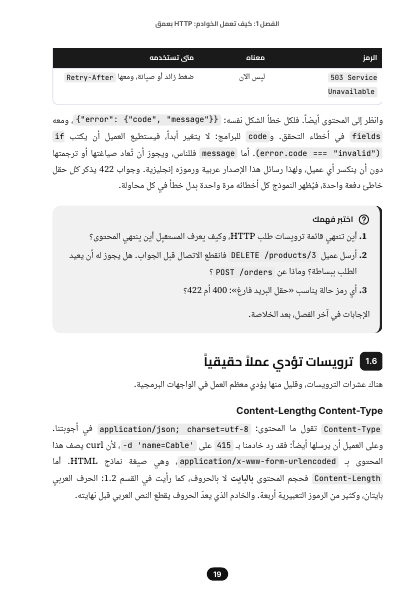 الفصل 1: كيف تعمل الخوادم: HTTP بعمق
الرمز معناه متى تستخدمه
503 Service Unavailable ليس الآن ضغط زائد أو صيانة، ومعها Retry-After
وانظر إلى المحتوى أيضاً. فلكل خطأ الشكل نفسه: {"error": {"code", "message"}}، ومعه
fields في أخطاء التحقق. وcode للبرامج: لا يتغير أبداً، فيستطيع العميل أن يكتب if
(error.code === "invalid"). أما message فللناس، ويجوز أن تُعاد صياغتها أو ترجمتها
دون أن ينكسر أي عميل، ولهذا رسائل هذا الإصدار عربية ورموزه إنجليزية. وجواب 422 يذكر كل حقل
خاطئ دفعة واحدة، فيُظهر النموذج كل أخطائه مرة واحدة بدل خطأ في كل محاولة.
اختبر فهمك
1. أين تنتهي قائمة ترويسات طلب HTTP، وكيف يعرف المستقبِل أين ينتهي المحتوى؟
2. أرسل عميل DELETE /products/3 فانقطع الاتصال قبل الجواب. هل يجوز له أن يعيد
الطلب ببساطة؟ وماذا عن POST /orders ؟
3. أي رمز حالة يناسب «حقل البريد فارغ»: 400 أم 422؟
الإجابات في آخر الفصل، بعد الخلاصة.
1.6 ترويسات تؤدي عملاً حقيقياً
هناك عشرات الترويسات، وقليل منها يؤدي معظم العمل في الواجهات البرمجية.
Content-Type وContent-Length
Content-Type تقول ما المحتوى: application/json; charset=utf-8 في أجوبتنا.
وعلى العميل أن يرسلها أيضاً: فقد رد خادمنا بـ 415 على -d 'name=Cable'، لأن curl يصف هذا
المحتوى بـ application/x-www-form-urlencoded، وهي صيغة نماذج HTML. أما
Content-Length فحجم المحتوى بالبايت لا بالحروف، كما رأيت في القسم 1.2: الحرف العربي
بايتان، وكثير من الرموز التعبيرية أربعة. والخادم الذي يعدّ الحروف يقطع النص العربي قبل نهايته.
19